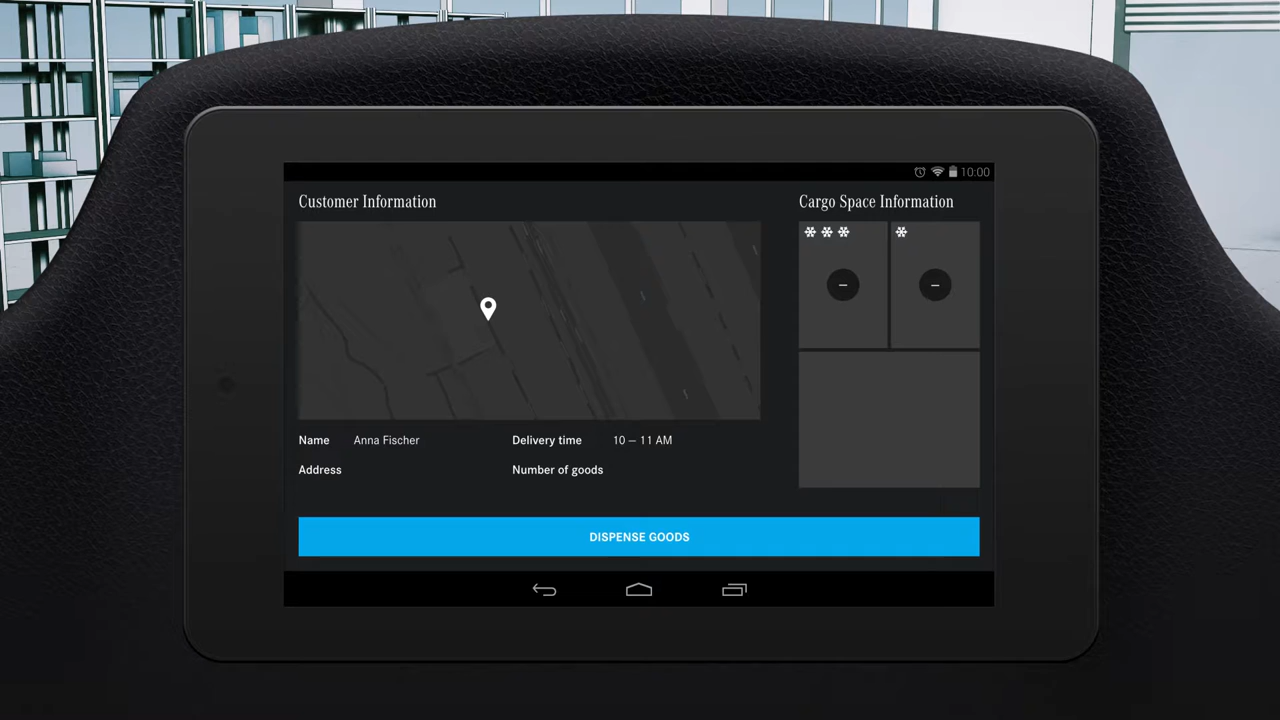 10:00
Customer Information
Cargo Space Information
Name Anna Fischer
Delivery time 10 – 11 AM
Address
Number of goods
DISPENSE GOODS